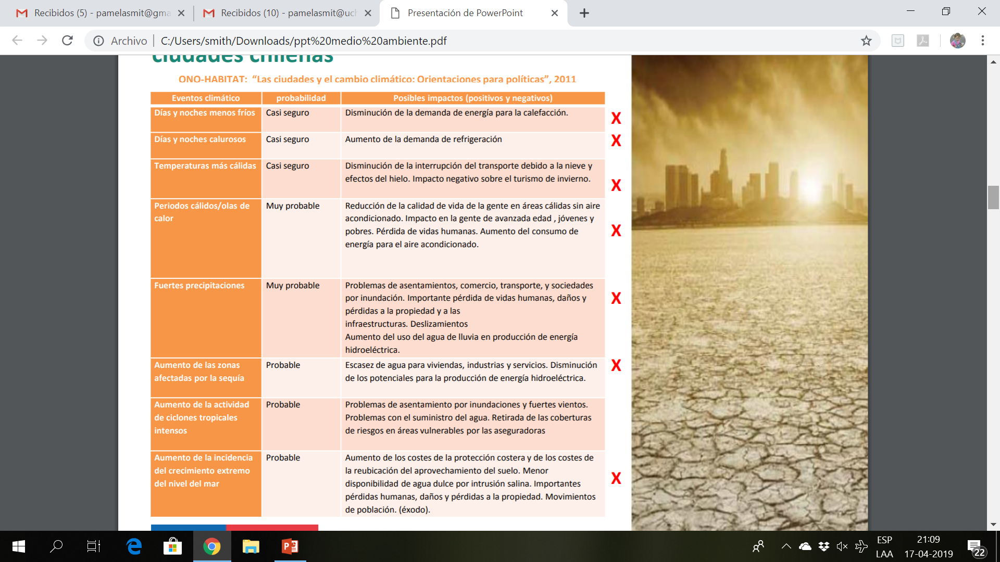 Recibidos (5) - pamelasmit@gma
Recibidos (10) - pamelasmit@uch
Presentación de PowerPoint
Archivo
C:/Users/smith/Downloads/ppt%20medio%20ambiente.pdf
ciudades chilenas
ONO-HABITAT: “Las ciudades y el cambio climático: Orientaciones para políticas”, 2011
Eventos climático probabilidad Posibles impactos (positivos y negativos)
Días y noches menos fríos Casi seguro Disminución de la demanda de energía para la calefacción. X
Días y noches calurosos Casi seguro Aumento de la demanda de refrigeración X
Temperaturas más cálidas Casi seguro Disminución de la interrupción del transporte debido a la nieve y
efectos del hielo. Impacto negativo sobre el turismo de invierno. X
Periodos cálidos/olas de Muy probable Reducción de la calidad de vida de la gente en áreas cálidas sin aire
calor acondicionado. Impacto en la gente de avanzada edad , jóvenes y
pobres. Pérdida de vidas humanas. Aumento del consumo de X
energía para el aire acondicionado.
Fuertes precipitaciones Muy probable Problemas de asentamientos, comercio, transporte, y sociedades
por inundación. Importante pérdida de vidas humanas, daños y X
pérdidas a la propiedad y a las
infraestructuras. Deslizamientos
Aumento del uso del agua de lluvia en producción de energía
hidroeléctrica.
Aumento de las zonas Probable Escasez de agua para viviendas, industrias y servicios. Disminución X
afectadas por la sequía de los potenciales para la producción de energía hidroeléctrica.
Aumento de la actividad Probable Problemas de asentamiento por inundaciones y fuertes vientos.
de ciclones tropicales Problemas con el suministro del agua. Retirada de las coberturas
intensos de riesgos en áreas vulnerables por las aseguradoras
Aumento de la incidencia Probable Aumento de los costes de la protección costera y de los costes de
del crecimiento extremo la reubicación del aprovechamiento del suelo. Menor
del nivel del mar disponibilidad de agua dulce por intrusión salina. Importantes X
pérdidas humanas, daños y pérdidas a la propiedad. Movimientos
de población. (éxodo).
ESP
LAA
21:09
17-04-2019
22